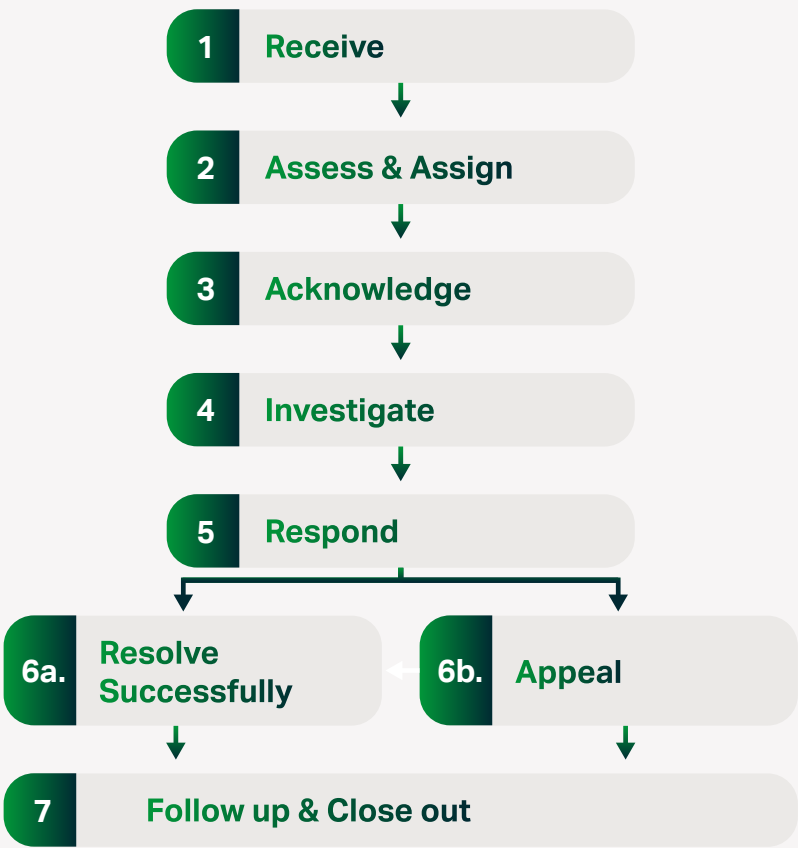 1 Receive
2 Assess & Assign
3 Acknowledge
4 Investigate
5 Respond
6a. Resolve
Successfully
6b. Appeal
7 Follow up & Close out